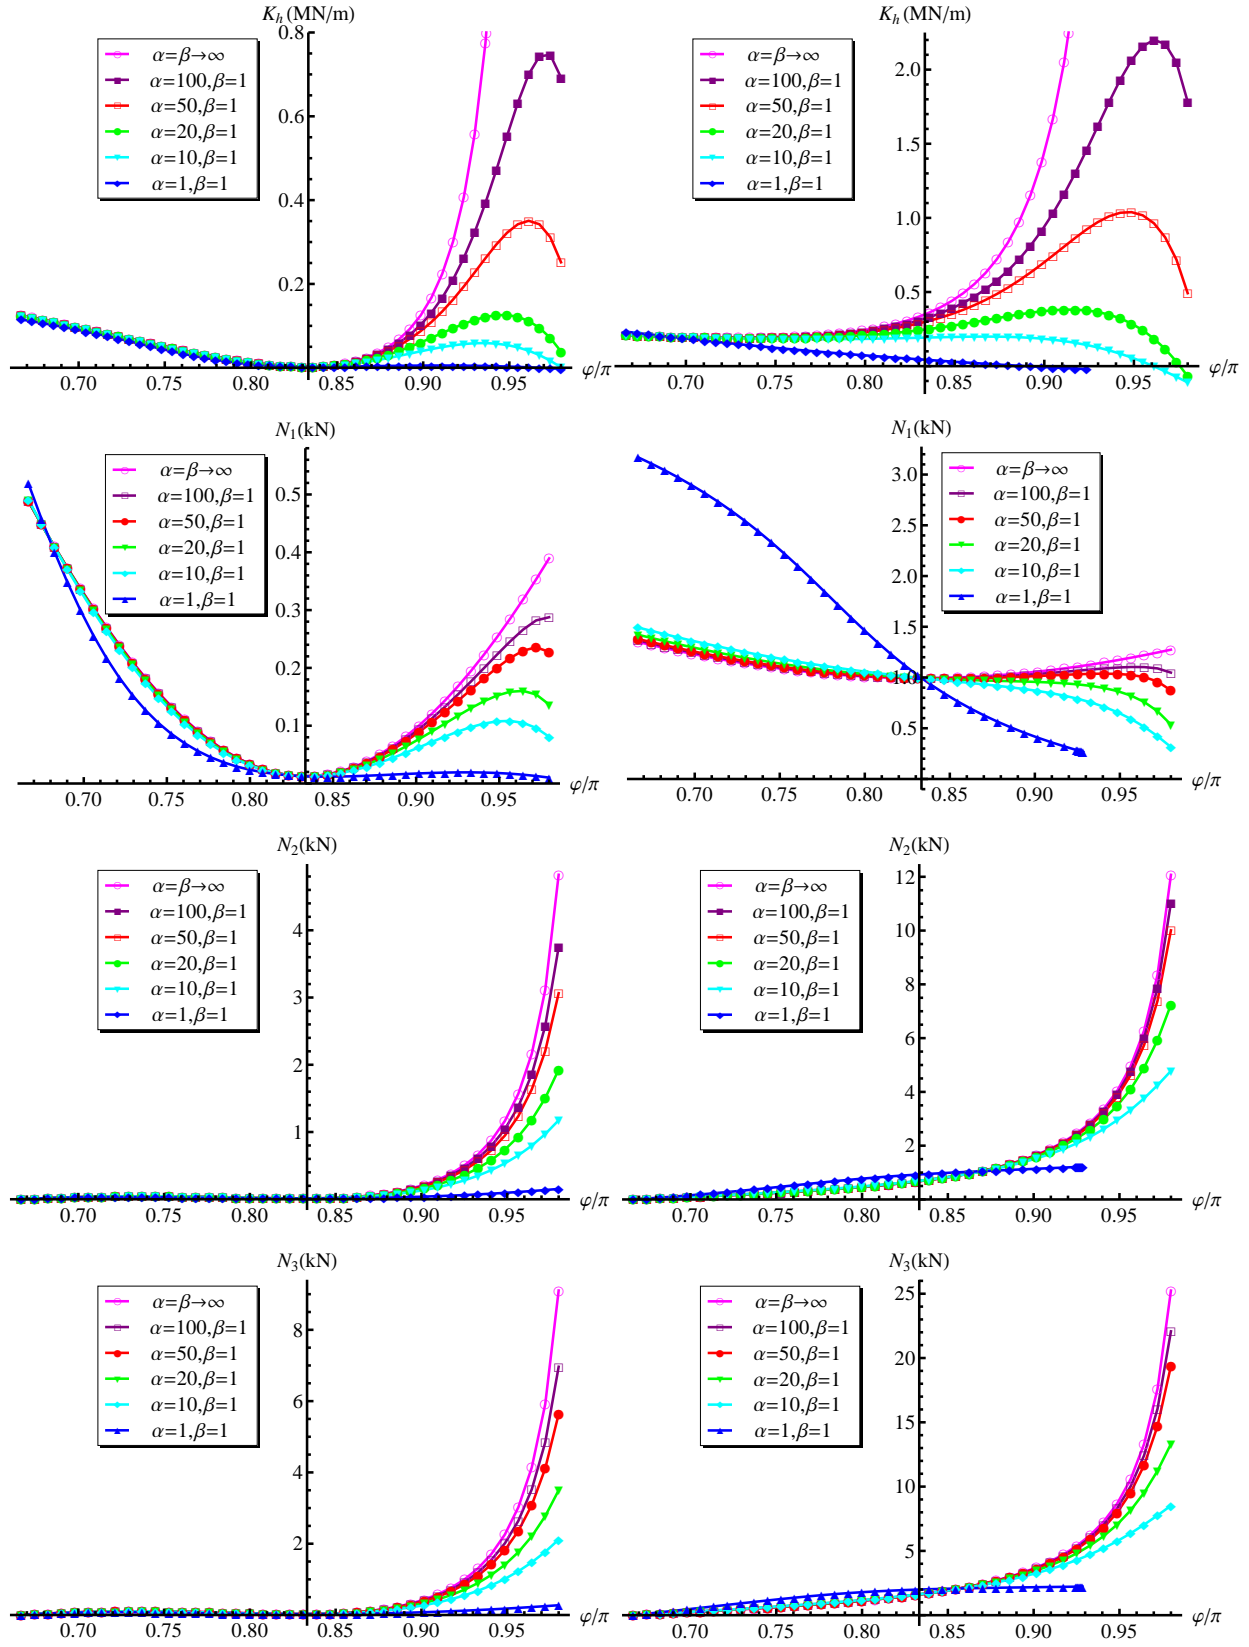 K_h (MN/m)
0.8
0.6
0.4
0.2
0.70 0.75 0.80 0.85 0.90 0.95
φ/π
α=β→∞
α=100,β=1
α=50,β=1
α=20,β=1
α=10,β=1
α=1,β=1
K_h (MN/m)
2.0
1.5
1.0
0.5
0.70 0.75 0.80 0.85 0.90 0.95
φ/π
α=β→∞
α=100,β=1
α=50,β=1
α=20,β=1
α=10,β=1
α=1,β=1
N_1(kN)
0.5
0.4
0.3
0.2
0.1
0.70 0.75 0.80 0.85 0.90 0.95
φ/π
α=β→∞
α=100,β=1
α=50,β=1
α=20,β=1
α=10,β=1
α=1,β=1
N_1(kN)
3.0
2.5
2.0
1.5
1.0
0.5
0.70 0.75 0.80 0.85 0.90 0.95
φ/π
α=β→∞
α=100,β=1
α=50,β=1
α=20,β=1
α=10,β=1
α=1,β=1
N_2(kN)
4
3
2
1
0.70 0.75 0.80 0.85 0.90 0.95
φ/π
α=β→∞
α=100,β=1
α=50,β=1
α=20,β=1
α=10,β=1
α=1,β=1
N_2(kN)
12
10
8
6
4
2
0.70 0.75 0.80 0.85 0.90 0.95
φ/π
α=β→∞
α=100,β=1
α=50,β=1
α=20,β=1
α=10,β=1
α=1,β=1
N_3(kN)
8
6
4
2
0.70 0.75 0.80 0.85 0.90 0.95
φ/π
α=β→∞
α=100,β=1
α=50,β=1
α=20,β=1
α=10,β=1
α=1,β=1
N_3(kN)
25
20
15
10
5
0.70 0.75 0.80 0.85 0.90 0.95
φ/π
α=β→∞
α=100,β=1
α=50,β=1
α=20,β=1
α=10,β=1
α=1,β=1